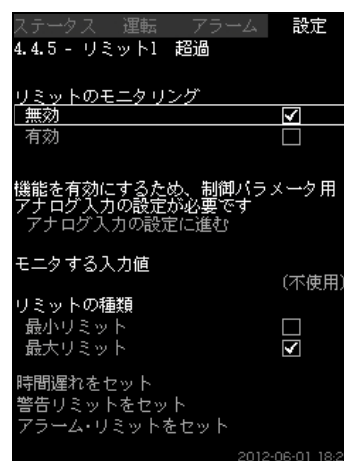 ステータス 運転 アラーム 設定
4.4.5 - リミット1 超過
リミットのモニタリング
無効
有効
機能を有効にするため、制御パラメータ用
アナログ入力の設定が必要です
アナログ入力の設定に進む
モニタする入力値
(不使用)
リミットの種類
最小リミット
最大リミット
時間遅れをセット
警告リミットをセット
アラーム・リミットをセット
2012-06-01 18:2